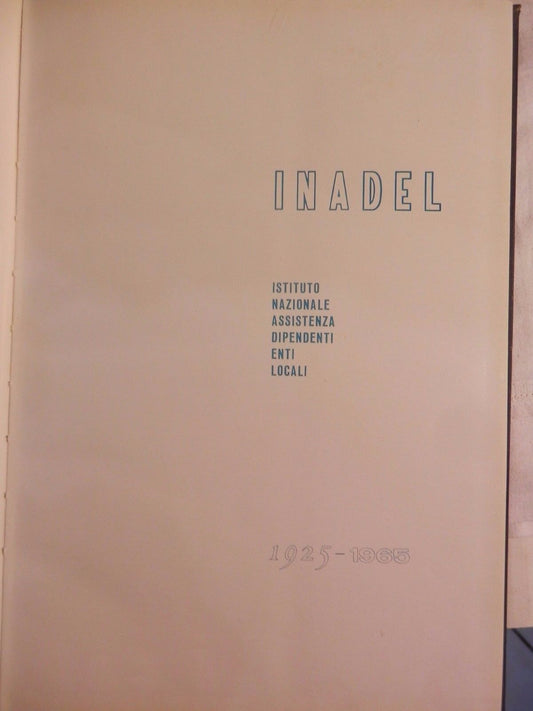 INADEL
ISTITUTO
NAZIONALE
ASSISTENZA
DIPENDENTI
ENTI
LOCALI
1925-1965